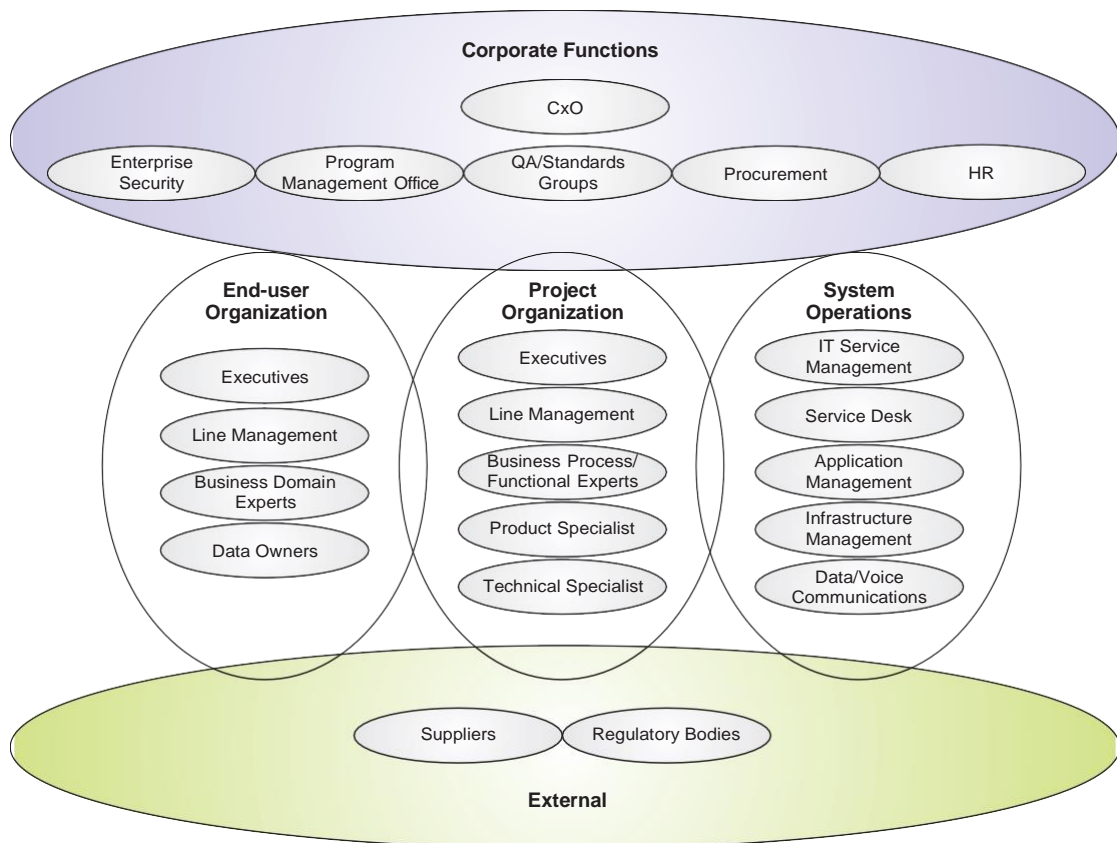 Corporate Functions
CxO
Enterprise
Security
Program
Management Office
QA/Standards
Groups
Procurement
HR
End-user
Organization
Executives
Line Management
Business Domain
Experts
Data Owners
Project
Organization
Executives
Line Management
Business Process/
Functional Experts
Product Specialist
Technical Specialist
System
Operations
IT Service
Management
Service Desk
Application
Management
Infrastructure
Management
Data/Voice
Communications
Suppliers
Regulatory Bodies
External